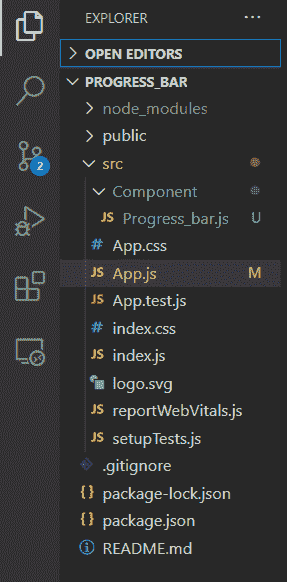 EXPLORER ...
OPEN EDITORS
PROGRESS_BAR
node_modules
public
src
Component
JS Progress_bar.js U
# App.css
JS App.js M
JS App.test.js
# index.css
JS index.js
logo.svg
JS reportWebVitals.js
JS setupTests.js
.gitignore
{} package-lock.json
{} package.json
README.md
2